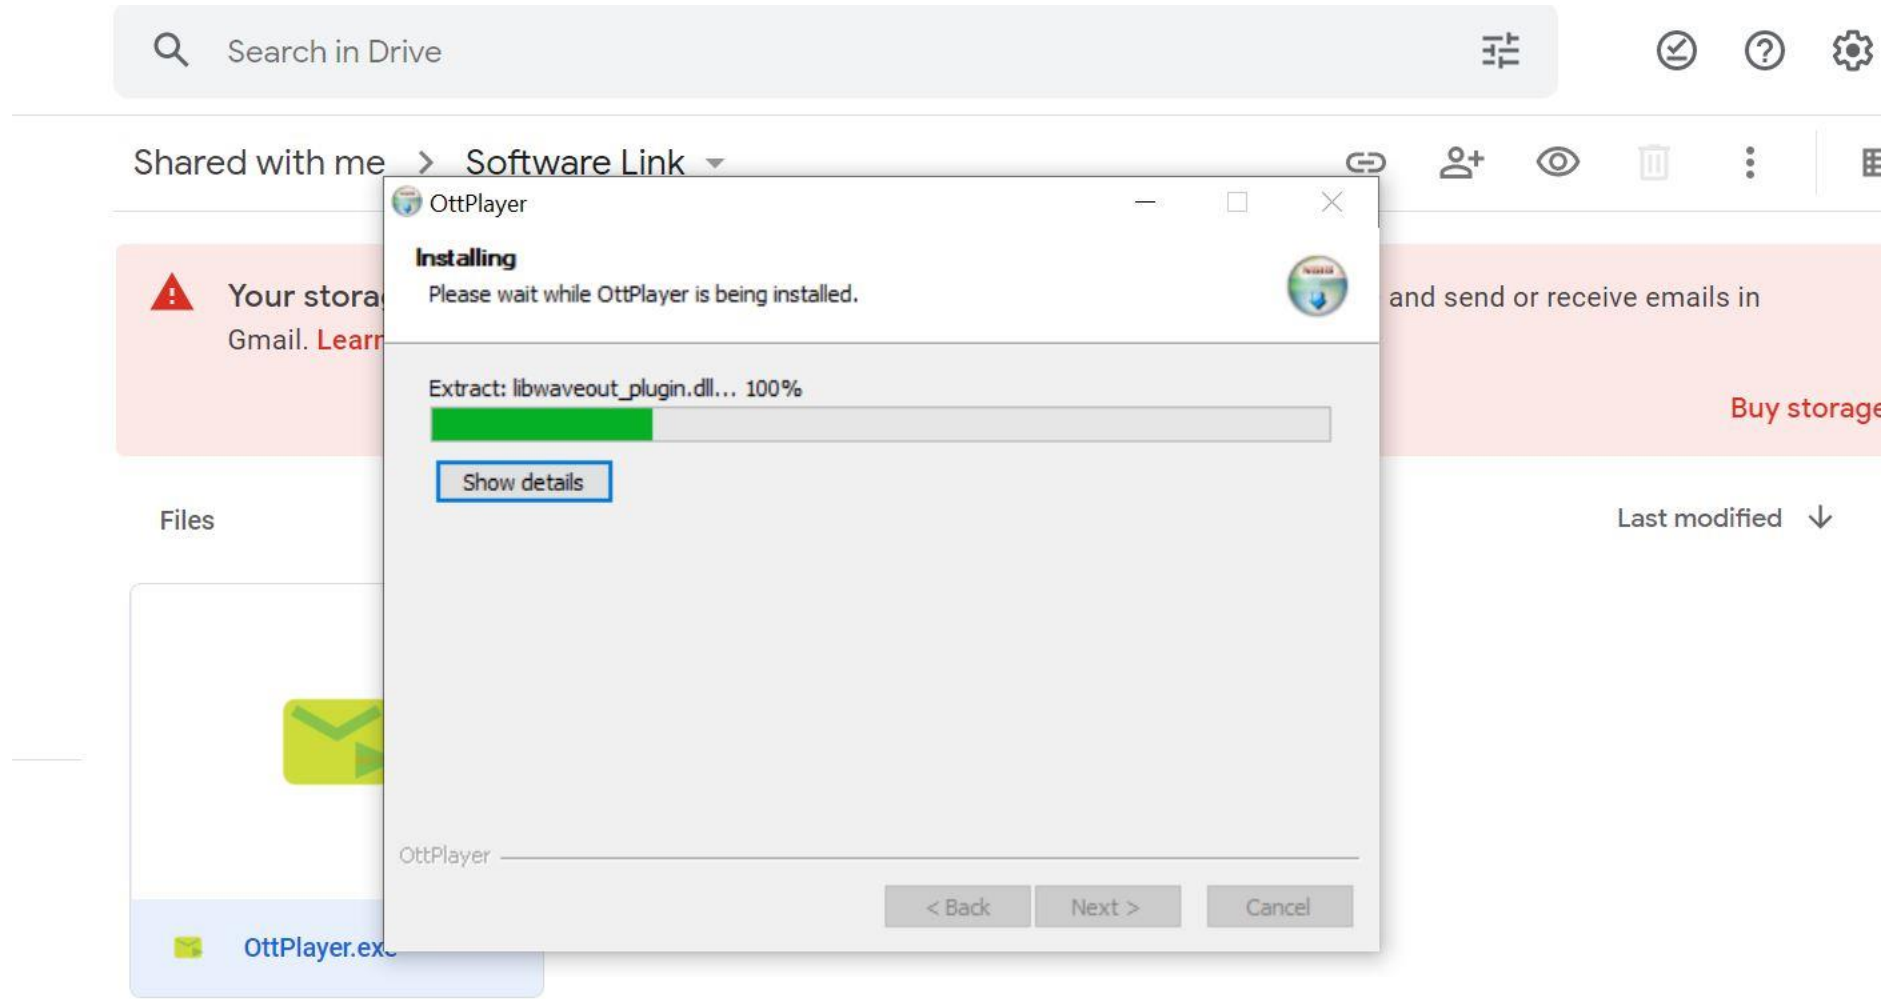 Search in Drive
Shared with me > Software Link
OttPlayer
Installing
Please wait while OttPlayer is being installed.
Your and send or receive emails in
Gmail.
Extract: libwaveout_plugin.dll... 100%
Buy storage
Show details
Files
Last modified
OttPlayer
< Back
Next >
Cancel
OttPlayer.exe